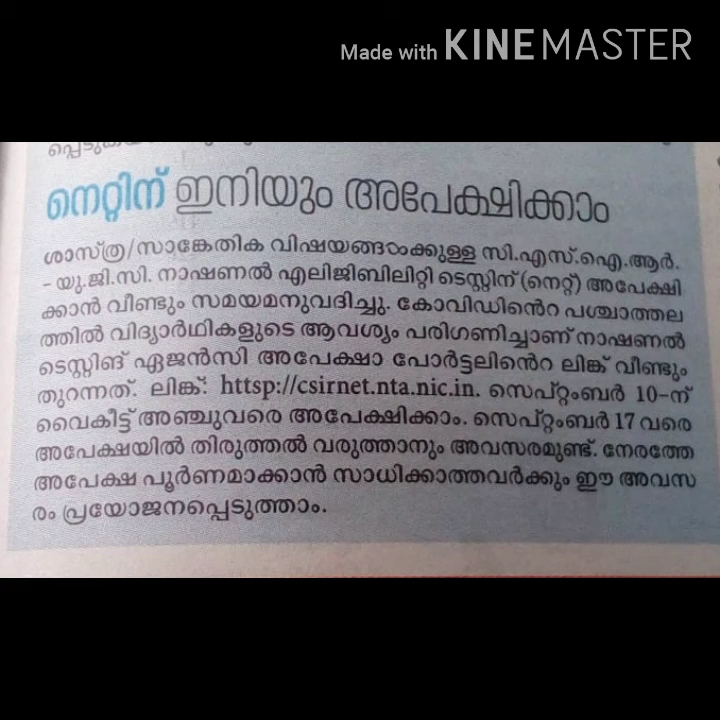 Made with KINEMASTER
നെറ്റിന് ഇനിയും അപേക്ഷിക്കാം
ശാസ്ത്ര/സാങ്കേതിക വിഷയങ്ങൾക്കുള്ള സി.എസ്.ഐ.ആർ.
- യു.ജി.സി. നാഷണൽ എലിജിബിലിറ്റി ടെസ്റ്റിന് (നെറ്റ്) അപേക്ഷി
ക്കാൻ വീണ്ടും സമയമനുവദിച്ചു. കോവിഡിൻെറ പശ്ചാത്തല
ത്തിൽ വിദ്യാർഥികളുടെ ആവശ്യം പരിഗണിച്ചാണ് നാഷണൽ
ടെസ്റ്റിങ് ഏജൻസി അപേക്ഷാ പോർട്ടലിൻെറ ലിങ്ക് വീണ്ടും
തുറന്നത്. ലിങ്ക്: httsp://csirnet.nta.nic.in. സെപ്റ്റംബർ 10-ന്
വൈകീട്ട് അഞ്ചുവരെ അപേക്ഷിക്കാം. സെപ്റ്റംബർ 17 വരെ
അപേക്ഷയിൽ തിരുത്തൽ വരുത്താനും അവസരമുണ്ട്. നേരത്തേ
അപേക്ഷ പൂർണമാക്കാൻ സാധിക്കാത്തവർക്കും ഈ അവസ
രം പ്രയോജനപ്പെടുത്താം.